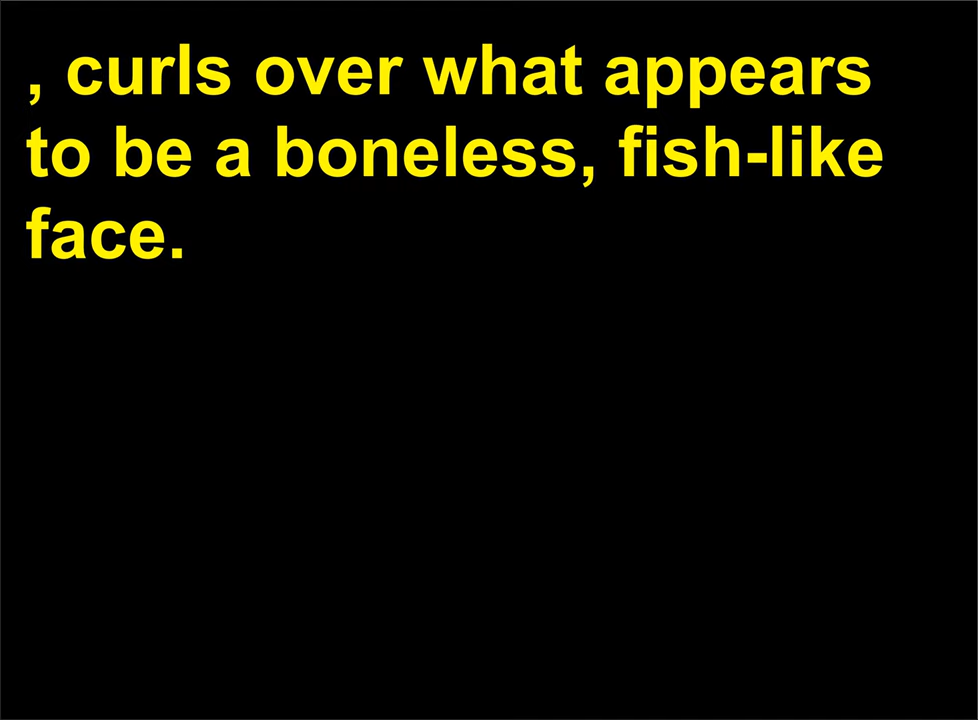 , curls over what appears
to be a boneless, fish-like
face.